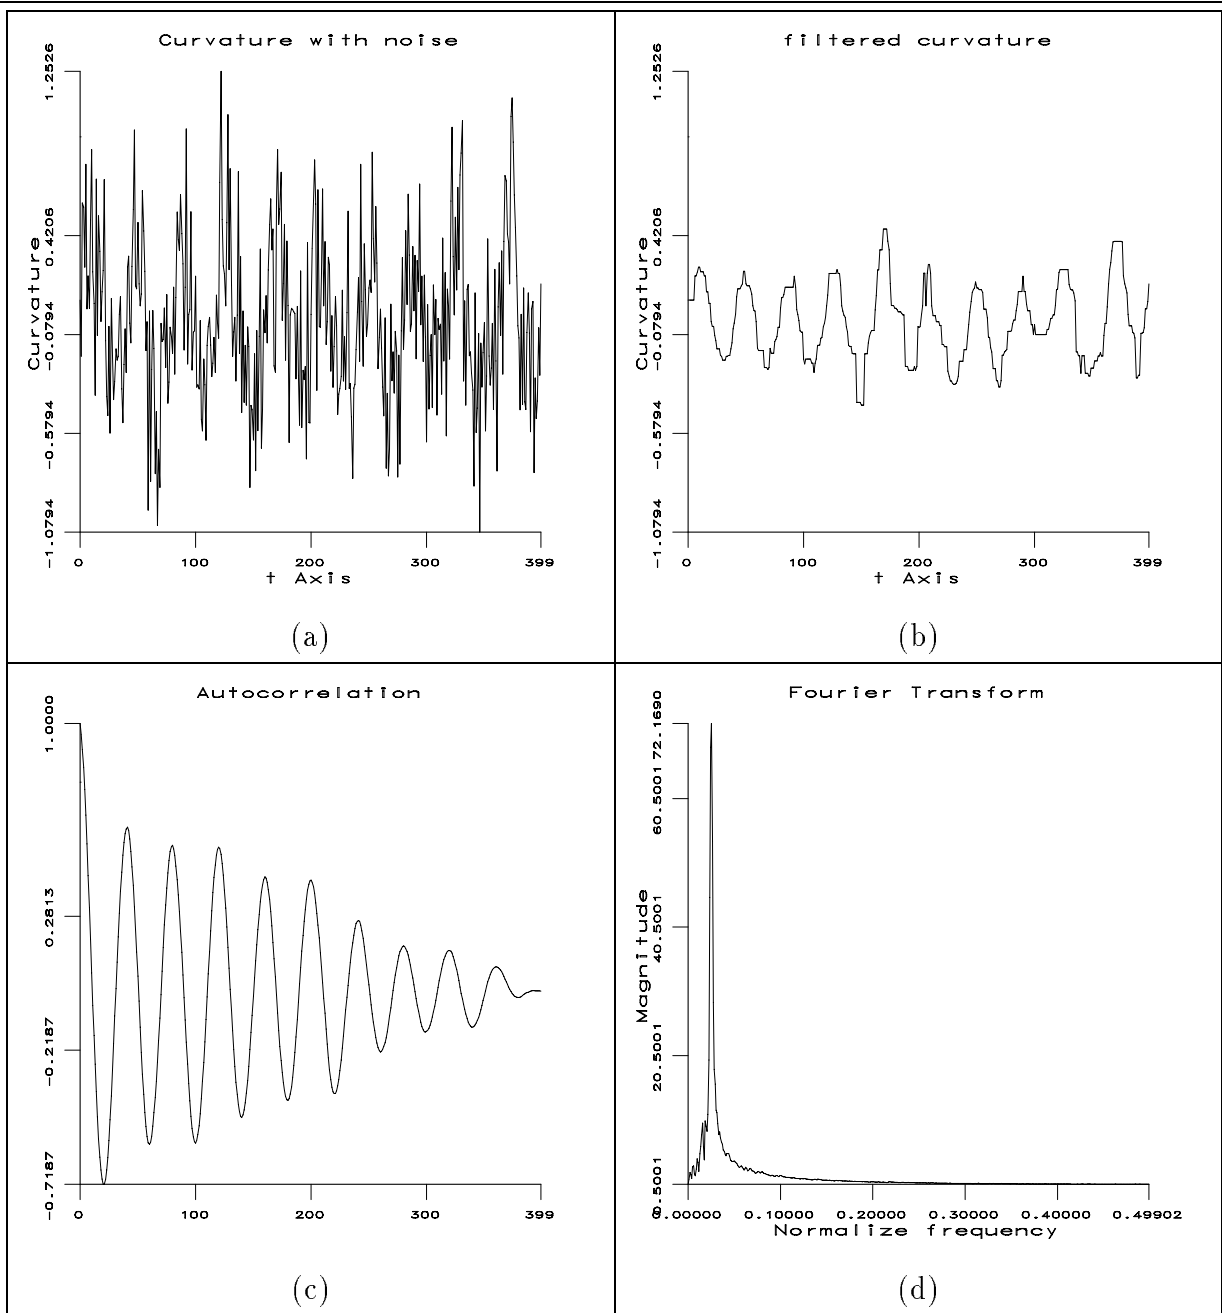 Curvature with noise
1.2526
0.4206
-0.0794
-0.5794
-1.0794
Curvature
0 100 200 300 399
t Axis
(a)
filtered curvature
1.2526
0.4206
-0.0794
-0.5794
-1.0794
Curvature
0 100 200 300 399
t Axis
(b)
Autocorrelation
1.0000
0.2813
-0.2187
-0.7187
0 100 200 300 399
(c)
Fourier Transform
72.1690
60.5001
40.5001
20.5001
0.5001
Magnitude
0.00000 0.10000 0.20000 0.30000 0.40000 0.49902
Normalize frequency
(d)